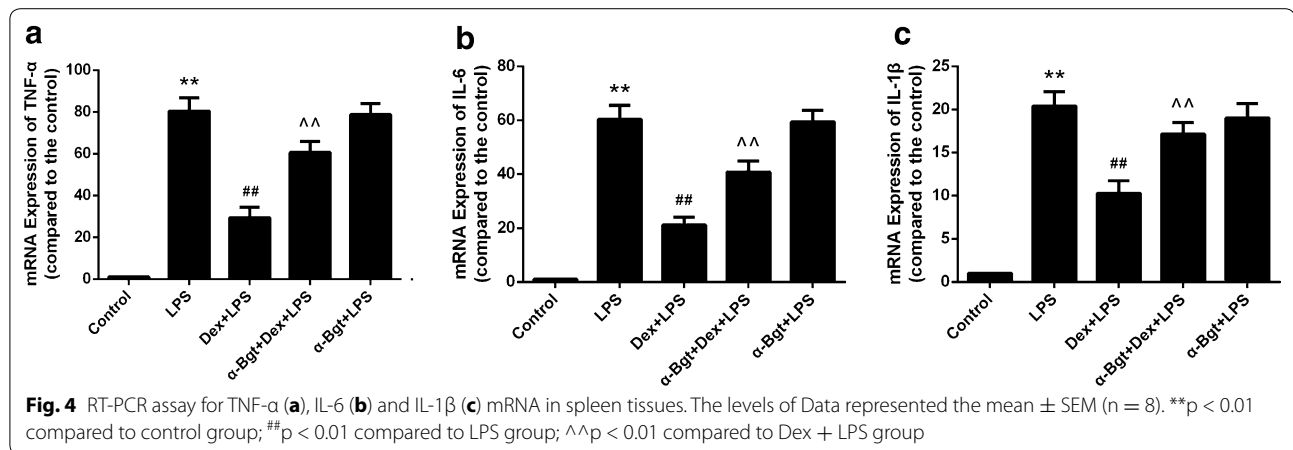 a
mRNA Expression of TNF-α
(compared to the control)
100
80
60
40
20
0
**
##
^^
Control
LPS
Dex+LPS
α-Bgt+Dex+LPS
α-Bgt+LPS
b
mRNA Expression of IL-6
(compared to the control)
80
60
40
20
0
**
##
^^
Control
LPS
Dex+LPS
α-Bgt+Dex+LPS
α-Bgt+LPS
c
mRNA Expression of IL-1β
(compared to the control)
25
20
15
10
5
0
**
##
^^
Control
LPS
Dex+LPS
α-Bgt+Dex+LPS
α-Bgt+LPS
Fig. 4 RT-PCR assay for TNF-α (a), IL-6 (b) and IL-1β (c) mRNA in spleen tissues. The levels of Data represented the mean ± SEM (n = 8). **p < 0.01
compared to control group; ##p < 0.01 compared to LPS group; ^^p < 0.01 compared to Dex + LPS group